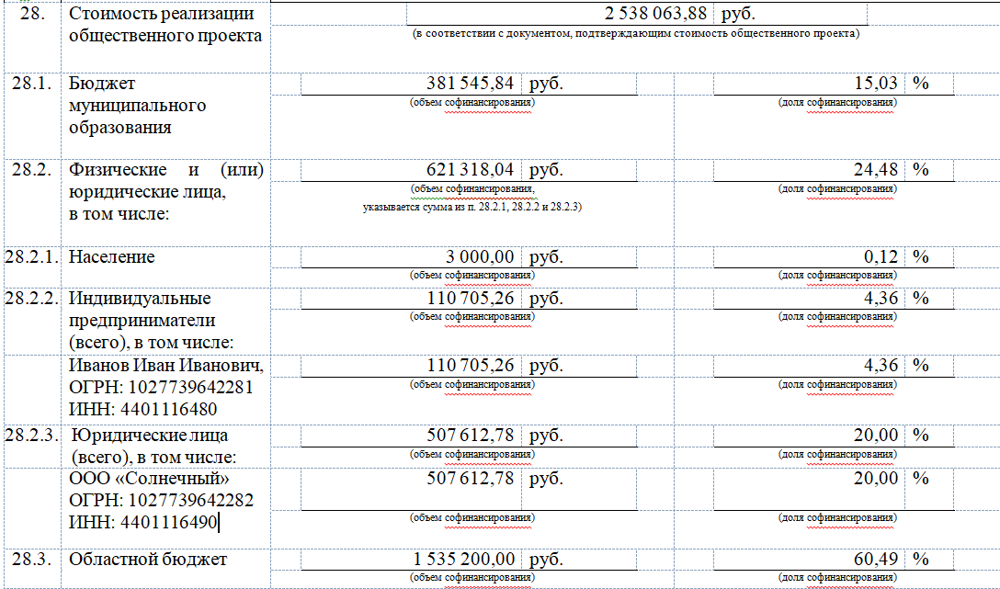 28. Стоимость реализации 2 538 063,88 руб.
общественного проекта (в соответствии с документом, подтверждающим стоимость общественного проекта)
28.1. Бюджет 381 545,84 руб. 15,03 %
муниципального (объем софинансирования) (доля софинансирования)
образования
28.2. Физические и (или) 621 318,04 руб. 24,48 %
юридические лица, (объем софинансирования, (доля софинансирования)
в том числе: указывается сумма из п. 28.2.1, 28.2.2 и 28.2.3)
28.2.1. Население 3 000,00 руб. 0,12 %
(объем софинансирования) (доля софинансирования)
28.2.2. Индивидуальные 110 705,26 руб. 4,36 %
предприниматели (объем софинансирования) (доля софинансирования)
(всего), в том числе:
Иванов Иван Иванович, 110 705,26 руб. 4,36 %
ОГРН: 1027739642281 (объем софинансирования) (доля софинансирования)
ИНН: 4401116480
28.2.3. Юридические лица 507 612,78 руб. 20,00 %
(всего), в том числе: (объем софинансирования) (доля софинансирования)
ООО «Солнечный» 507 612,78 руб. 20,00 %
ОГРН: 1027739642282
ИНН: 4401116490 (объем софинансирования) (доля софинансирования)
28.3. Областной бюджет 1 535 200,00 руб. 60,49 %
(объем софинансирования) (доля софинансирования)